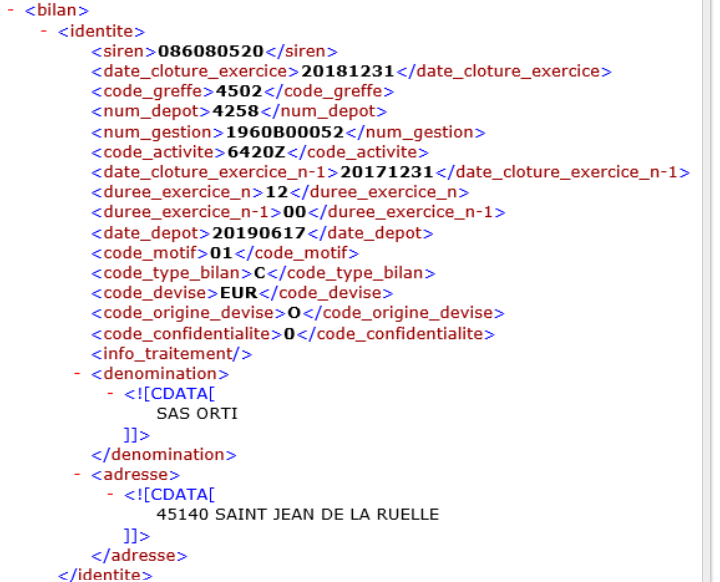 - <bilan>
- <identite>
<siren>086080520</siren>
<date_cloture_exercice>20181231</date_cloture_exercice>
<code_greffe>4502</code_greffe>
<num_depot>4258</num_depot>
<num_gestion>1960B00052</num_gestion>
<code_activite>6420Z</code_activite>
<date_cloture_exercice_n-1>20171231</date_cloture_exercice_n-1>
<duree_exercice_n>12</duree_exercice_n>
<duree_exercice_n-1>00</duree_exercice_n-1>
<date_depot>20190617</date_depot>
<code_motif>01</code_motif>
<code_type_bilan>C</code_type_bilan>
<code_devise>EUR</code_devise>
<code_origine_devise>O</code_origine_devise>
<code_confidentialite>0</code_confidentialite>
<info_traitement/>
- <denomination>
- <![CDATA[
SAS ORTI
]]>
</denomination>
- <adresse>
- <![CDATA[
45140 SAINT JEAN DE LA RUELLE
]]>
</adresse>
</identite>